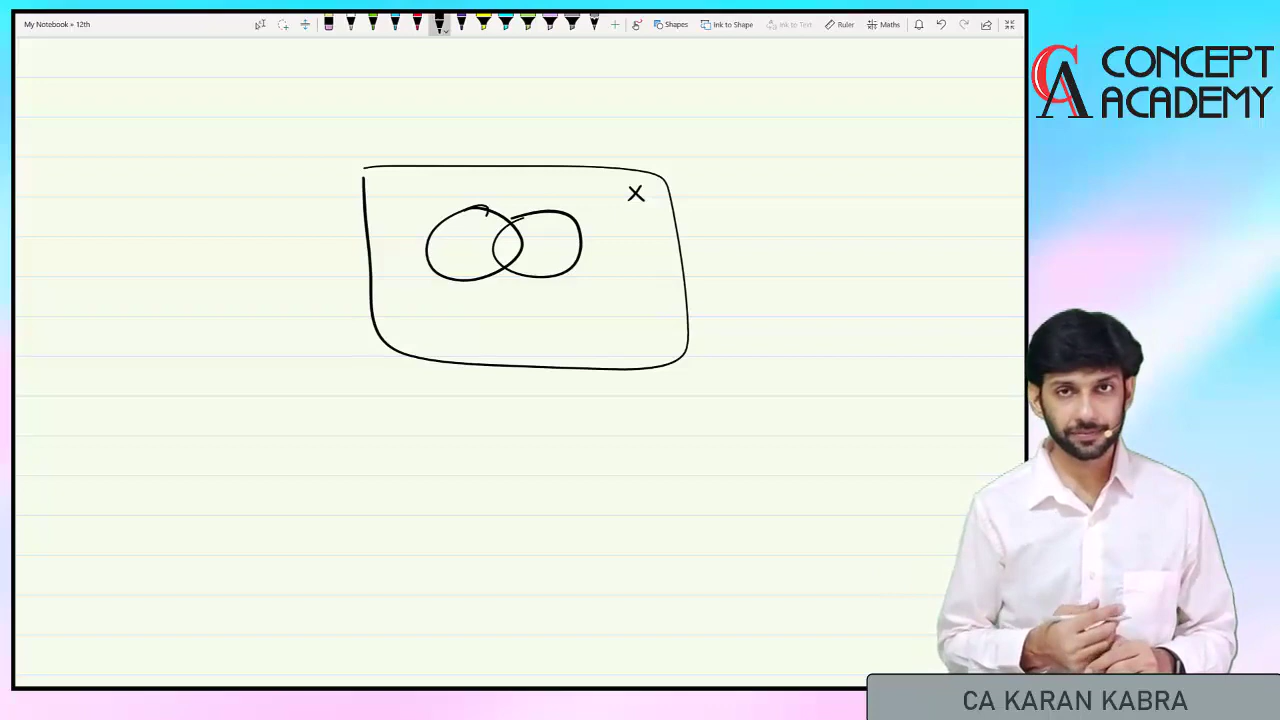 My Notebook » 12th
Shapes
Ink to Shape
Ink to Text
Ruler
Maths
CONCEPT
ACADEMY
X
CA KARAN KABRA